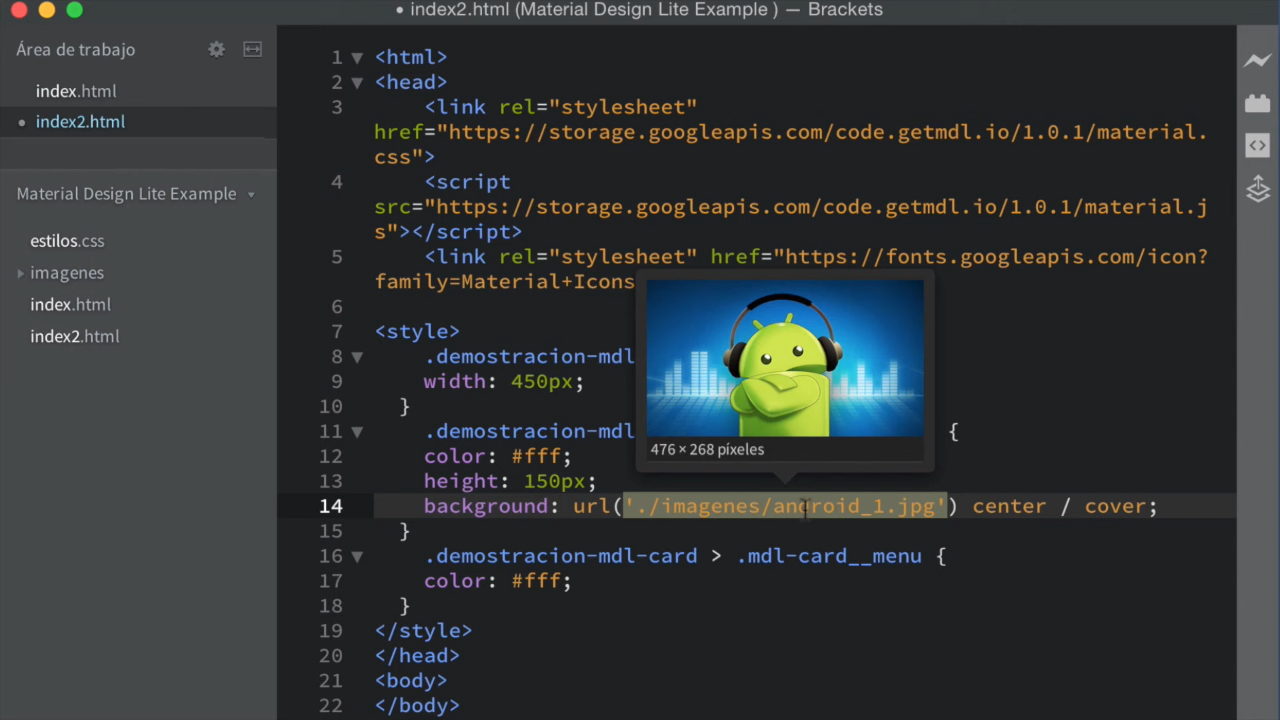 • index2.html (Material Design Lite Example ) — Brackets
Área de trabajo
index.html
• index2.html
Material Design Lite Example
estilos.css
imagenes
index.html
index2.html
1 <html>
2 <head>
3 <link rel="stylesheet"
href="https://storage.googleapis.com/code.getmdl.io/1.0.1/material.
css">
4 <script
src="https://storage.googleapis.com/code.getmdl.io/1.0.1/material.j
s"></script>
5 <link rel="stylesheet" href="https://fonts.googleapis.com/icon?
family=Material+Icons
6
7 <style>
8 .demostracion-mdl
9 width: 450px;
10 }
11 .demostracion-mdl {
12 color: #fff;
13 height: 150px;
476 × 268 píxeles
14 background: url('./imagenes/android_1.jpg') center / cover;
15 }
16 .demostracion-mdl-card > .mdl-card__menu {
17 color: #fff;
18 }
19 </style>
20 </head>
21 <body>
22 </body>